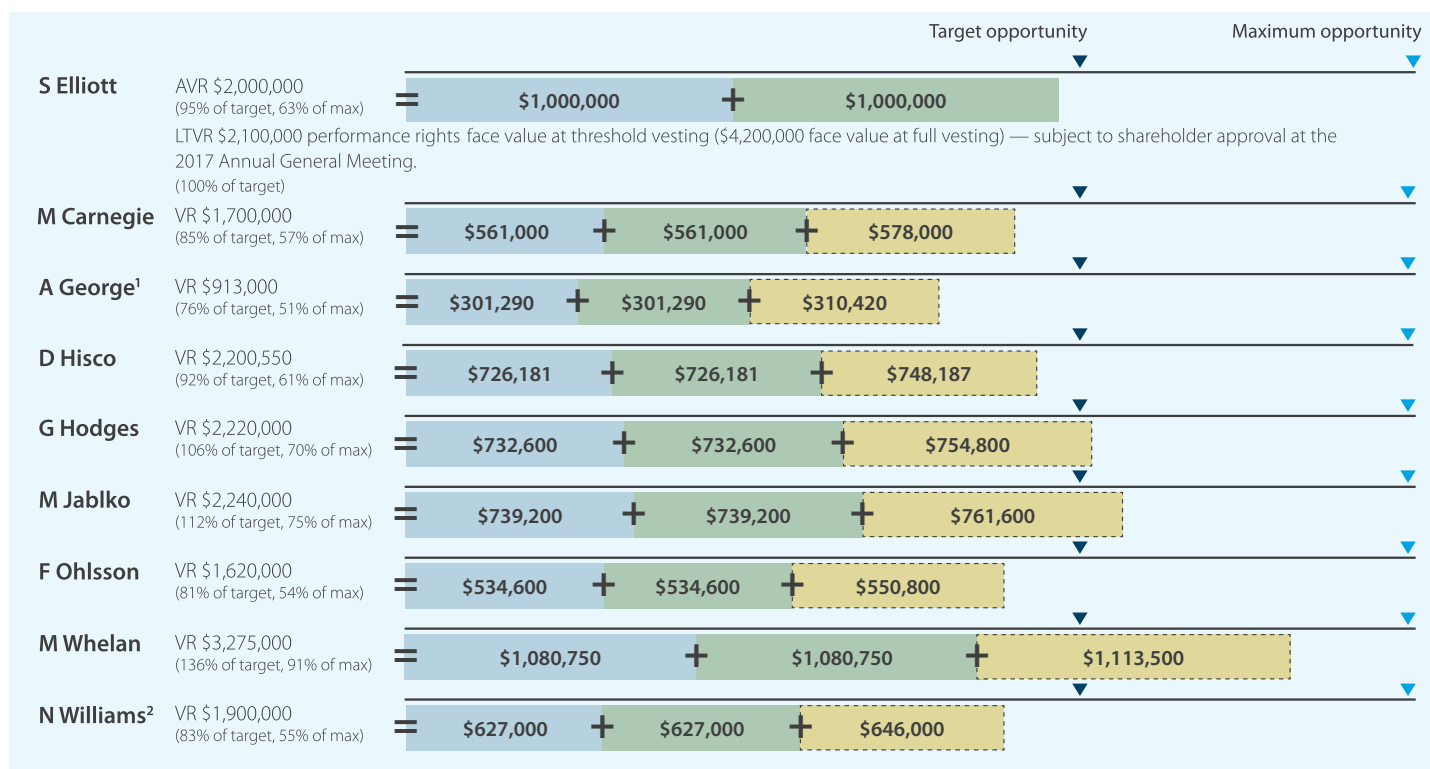 Target opportunity Maximum opportunity
S Elliott AVR $2,000,000
(95% of target, 63% of max) = $1,000,000 + $1,000,000
LTVR $2,100,000 performance rights face value at threshold vesting ($4,200,000 face value at full vesting) — subject to shareholder approval at the
2017 Annual General Meeting.
(100% of target)
M Carnegie VR $1,700,000
(85% of target, 57% of max) = $561,000 + $561,000 + $578,000
A George¹ VR $913,000
(76% of target, 51% of max) = $301,290 + $301,290 + $310,420
D Hisco VR $2,200,550
(92% of target, 61% of max) = $726,181 + $726,181 + $748,187
G Hodges VR $2,220,000
(106% of target, 70% of max) = $732,600 + $732,600 + $754,800
M Jablko VR $2,240,000
(112% of target, 75% of max) = $739,200 + $739,200 + $761,600
F Ohlsson VR $1,620,000
(81% of target, 54% of max) = $534,600 + $534,600 + $550,800
M Whelan VR $3,275,000
(136% of target, 91% of max) = $1,080,750 + $1,080,750 + $1,113,500
N Williams² VR $1,900,000
(83% of target, 55% of max) = $627,000 + $627,000 + $646,000